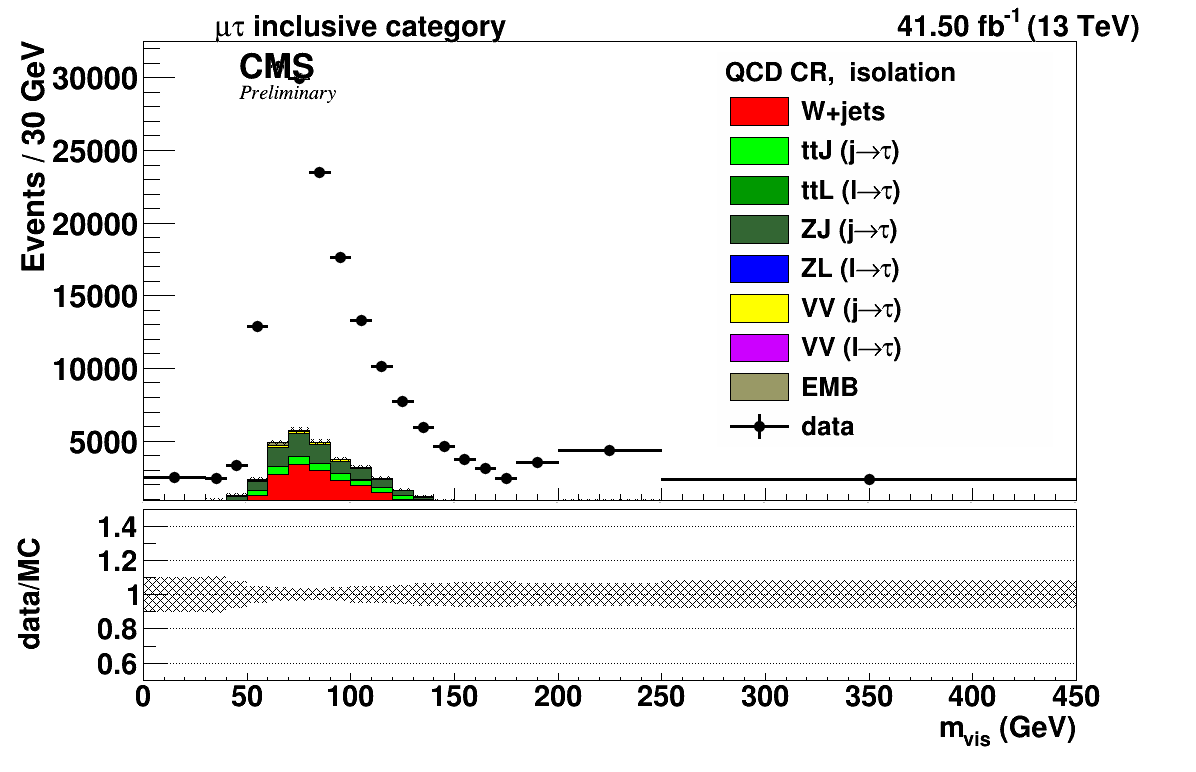 μτ inclusive category
41.50 fb-1 (13 TeV)
CMS
Preliminary
Events / 30 GeV
30000
25000
20000
15000
10000
5000
QCD CR, isolation
W+jets
ttJ (j→τ)
ttL (l→τ)
ZJ (j→τ)
ZL (l→τ)
VV (j→τ)
VV (l→τ)
EMB
data
data/MC
1.4
1.2
1
0.8
0.6
0 50 100 150 200 250 300 350 400 450
mvis (GeV)